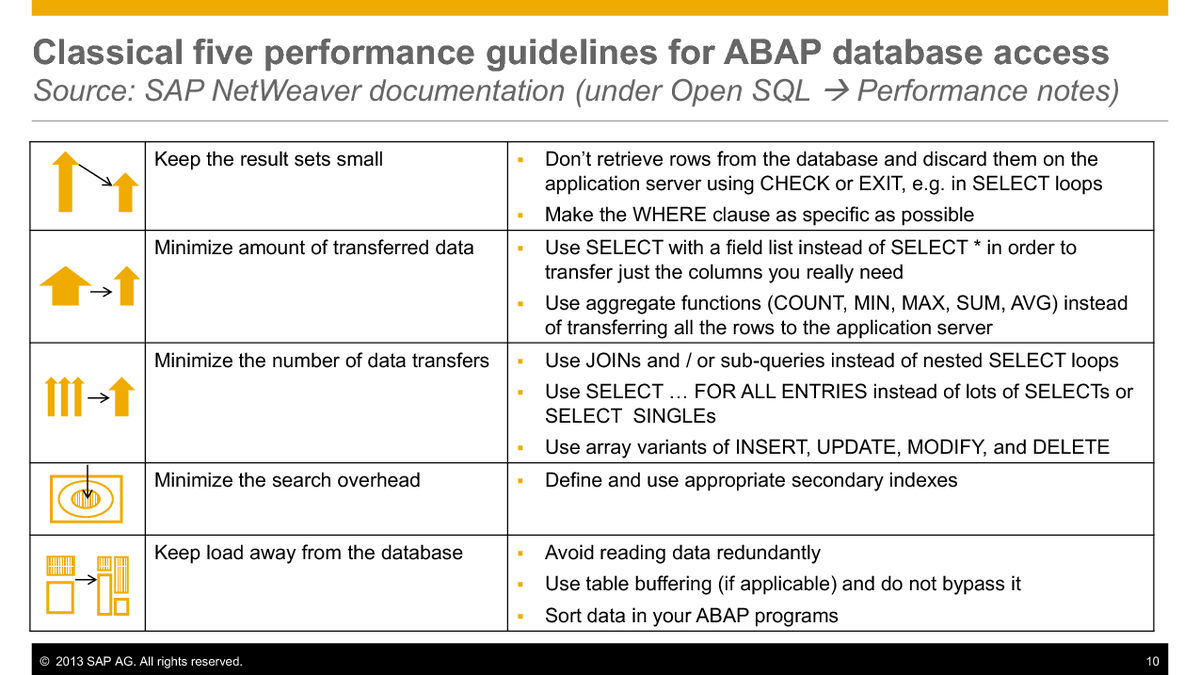 Classical five performance guidelines for ABAP database access
Source: SAP NetWeaver documentation (under Open SQL → Performance notes)
Keep the result sets small
▪ Don’t retrieve rows from the database and discard them on the
application server using CHECK or EXIT, e.g. in SELECT loops
▪ Make the WHERE clause as specific as possible
Minimize amount of transferred data
▪ Use SELECT with a field list instead of SELECT * in order to
transfer just the columns you really need
▪ Use aggregate functions (COUNT, MIN, MAX, SUM, AVG) instead
of transferring all the rows to the application server
Minimize the number of data transfers
▪ Use JOINs and / or sub-queries instead of nested SELECT loops
▪ Use SELECT … FOR ALL ENTRIES instead of lots of SELECTs or
SELECT SINGLEs
▪ Use array variants of INSERT, UPDATE, MODIFY, and DELETE
Minimize the search overhead
▪ Define and use appropriate secondary indexes
Keep load away from the database
▪ Avoid reading data redundantly
▪ Use table buffering (if applicable) and do not bypass it
▪ Sort data in your ABAP programs
© 2013 SAP AG. All rights reserved.
10